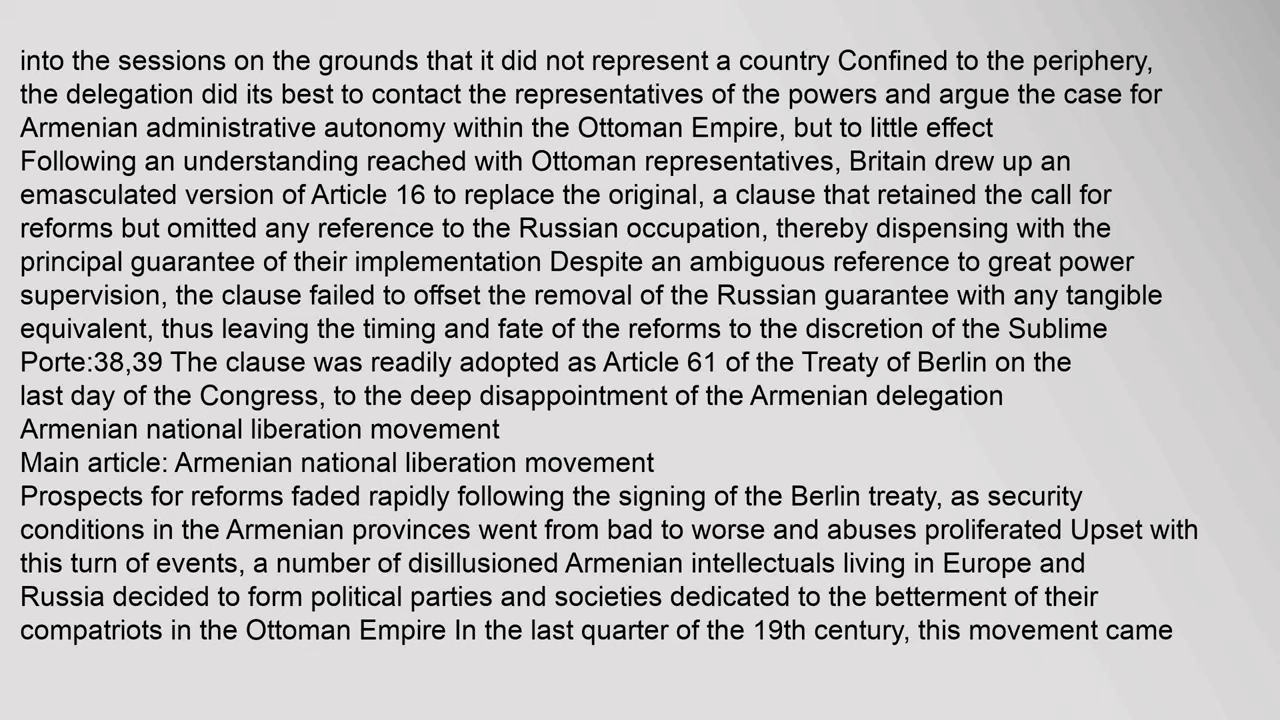 into the sessions on the grounds that it did not represent a country Confined to the periphery,
the delegation did its best to contact the representatives of the powers and argue the case for
Armenian administrative autonomy within the Ottoman Empire, but to little effect
Following an understanding reached with Ottoman representatives, Britain drew up an
emasculated version of Article 16 to replace the original, a clause that retained the call for
reforms but omitted any reference to the Russian occupation, thereby dispensing with the
principal guarantee of their implementation Despite an ambiguous reference to great power
supervision, the clause failed to offset the removal of the Russian guarantee with any tangible
equivalent, thus leaving the timing and fate of the reforms to the discretion of the Sublime
Porte:38,39 The clause was readily adopted as Article 61 of the Treaty of Berlin on the
last day of the Congress, to the deep disappointment of the Armenian delegation
Armenian national liberation movement
Main article: Armenian national liberation movement
Prospects for reforms faded rapidly following the signing of the Berlin treaty, as security
conditions in the Armenian provinces went from bad to worse and abuses proliferated Upset with
this turn of events, a number of disillusioned Armenian intellectuals living in Europe and
Russia decided to form political parties and societies dedicated to the betterment of their
compatriots in the Ottoman Empire In the last quarter of the 19th century, this movement came